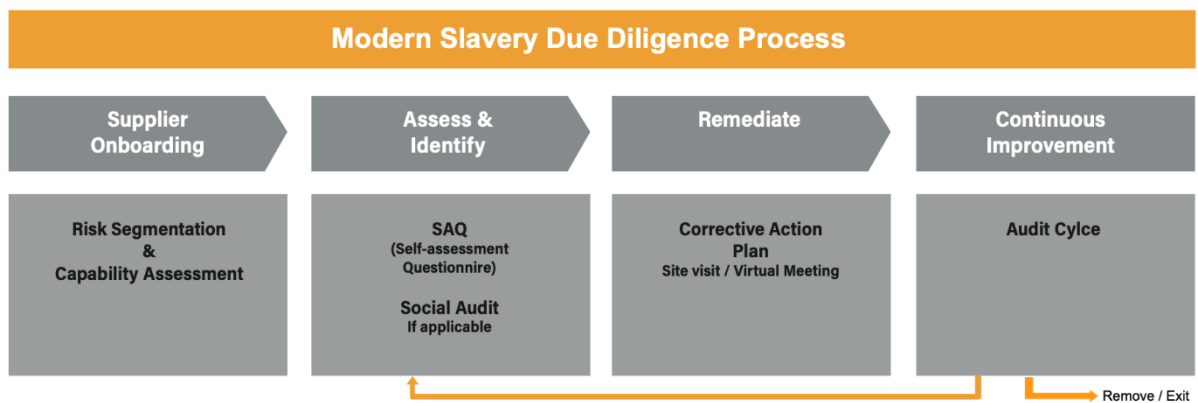 Modern Slavery Due Diligence Process
Supplier
Onboarding
Assess &
Identify
Remediate
Continuous
Improvement
Risk Segmentation
&
Capability Assessment
SAQ
(Self-assessment
Questionnire)
Social Audit
If applicable
Corrective Action
Plan
Site visit / Virtual Meeting
Audit Cylce
Remove / Exit